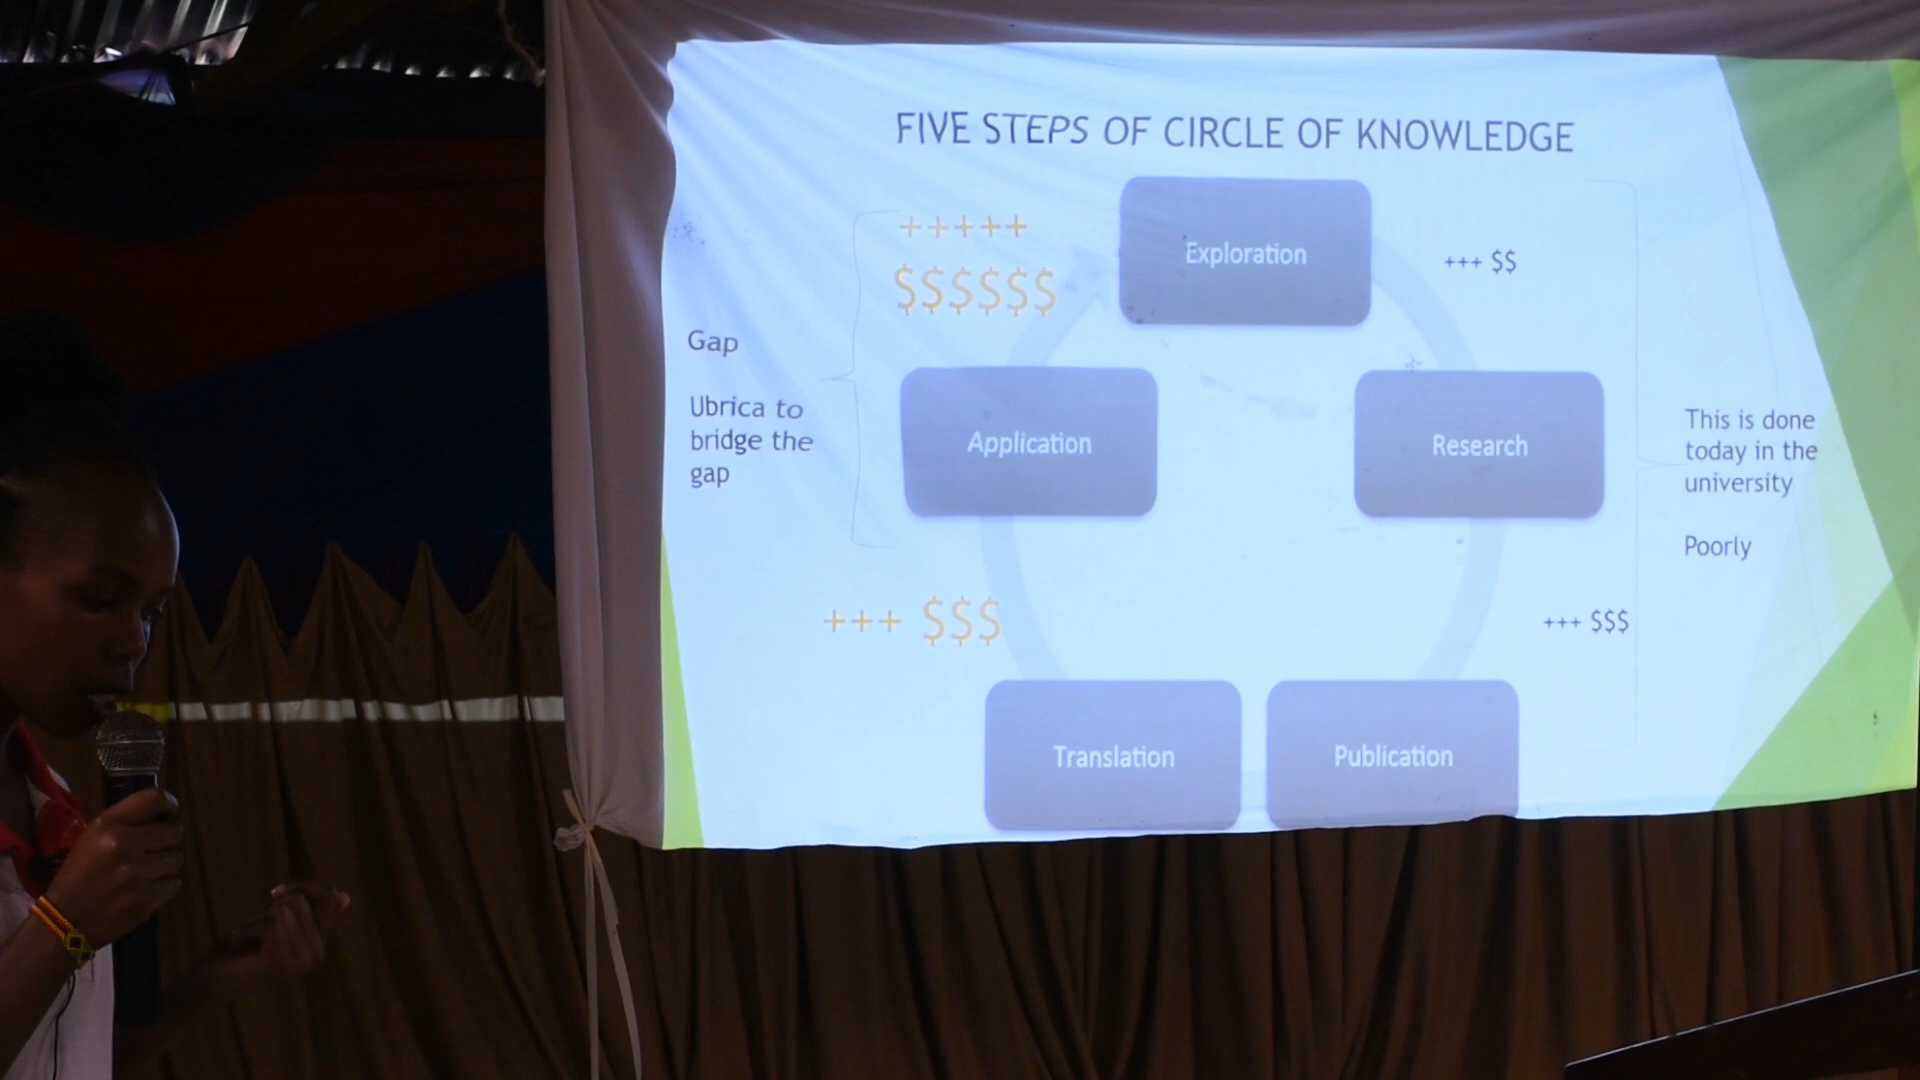 FIVE STEPS OF CIRCLE OF KNOWLEDGE
+++++
$$$$$$
Exploration
+++ $$
Gap
Ubrica to
bridge the
gap
Application
Research
This is done
today in the
university
Poorly
+++ $$$
+++ $$$
Translation
Publication